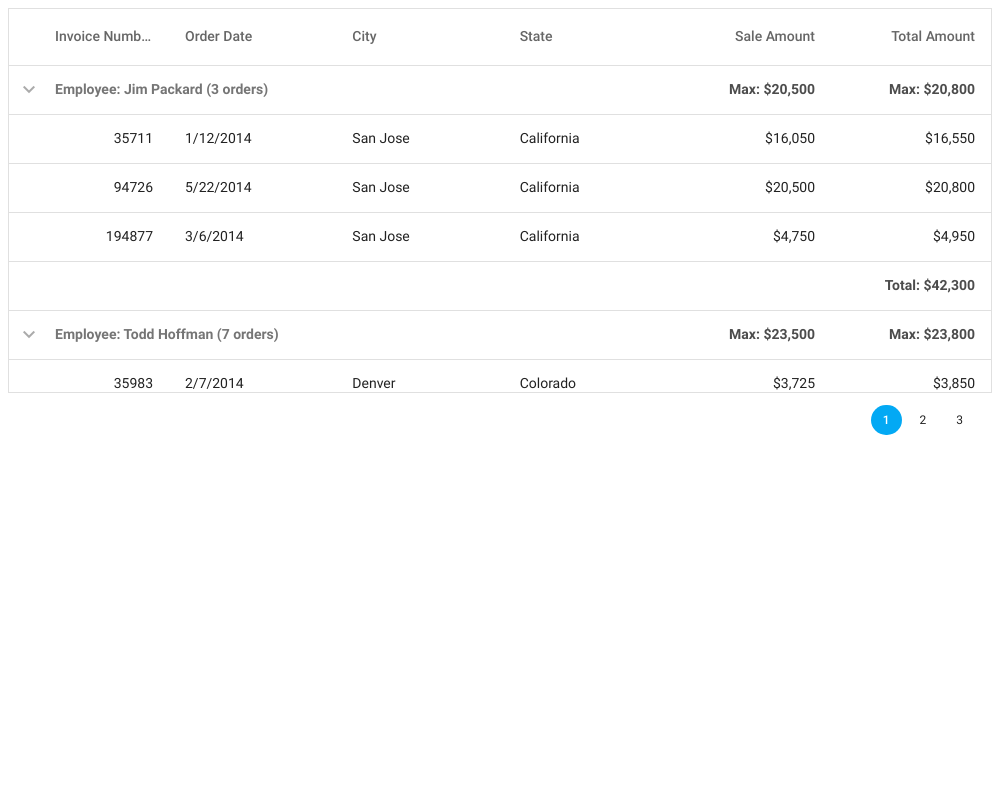 Invoice Numb... Order Date City State Sale Amount Total Amount
Employee: Jim Packard (3 orders) Max: $20,500 Max: $20,800
35711 1/12/2014 San Jose California $16,050 $16,550
94726 5/22/2014 San Jose California $20,500 $20,800
194877 3/6/2014 San Jose California $4,750 $4,950
Total: $42,300
Employee: Todd Hoffman (7 orders) Max: $23,500 Max: $23,800
35983 2/7/2014 Denver Colorado $3,725 $3,850
1 2 3